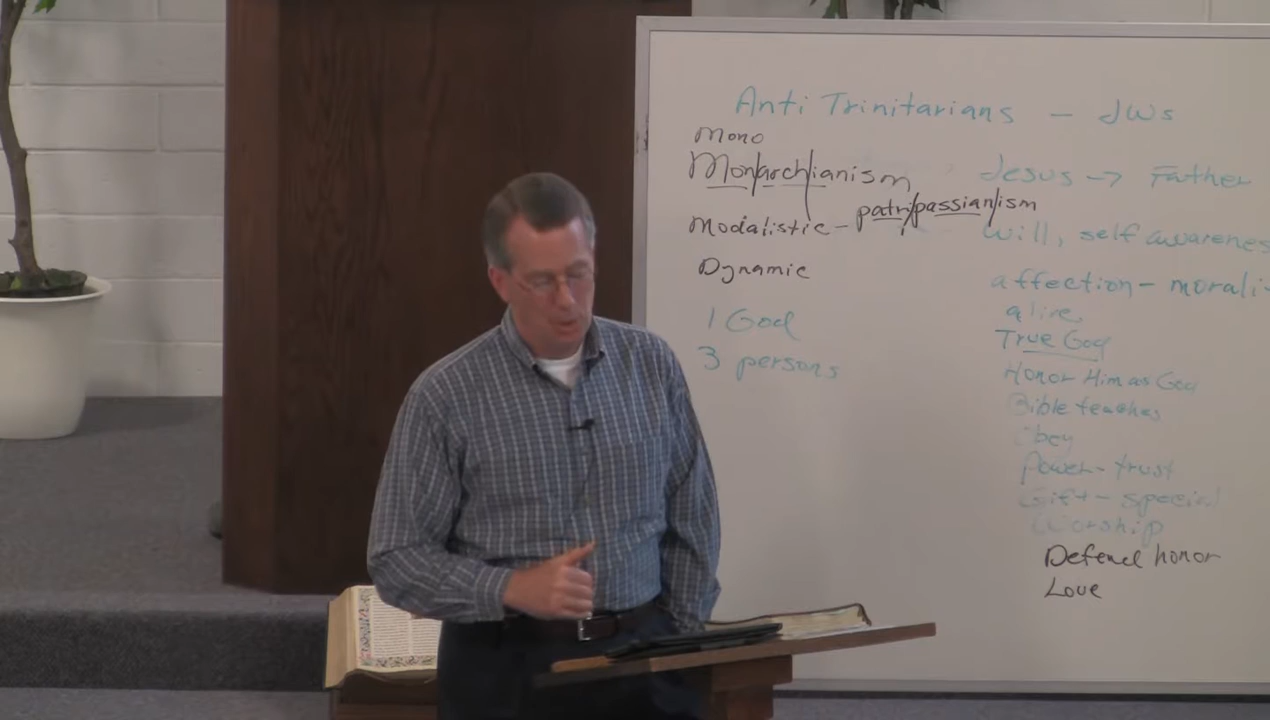 Anti Trinitarians - JWs
Mono
Monarchianism
Jesus → Father
Modalistic - patripassianism
will, self awarenes
Dynamic
affection - morali
1 God
alive
True God
3 persons
Honor Him as God
Bible teaches
Obey
Power - trust
Gift - special
Worship
Defend honor
Love